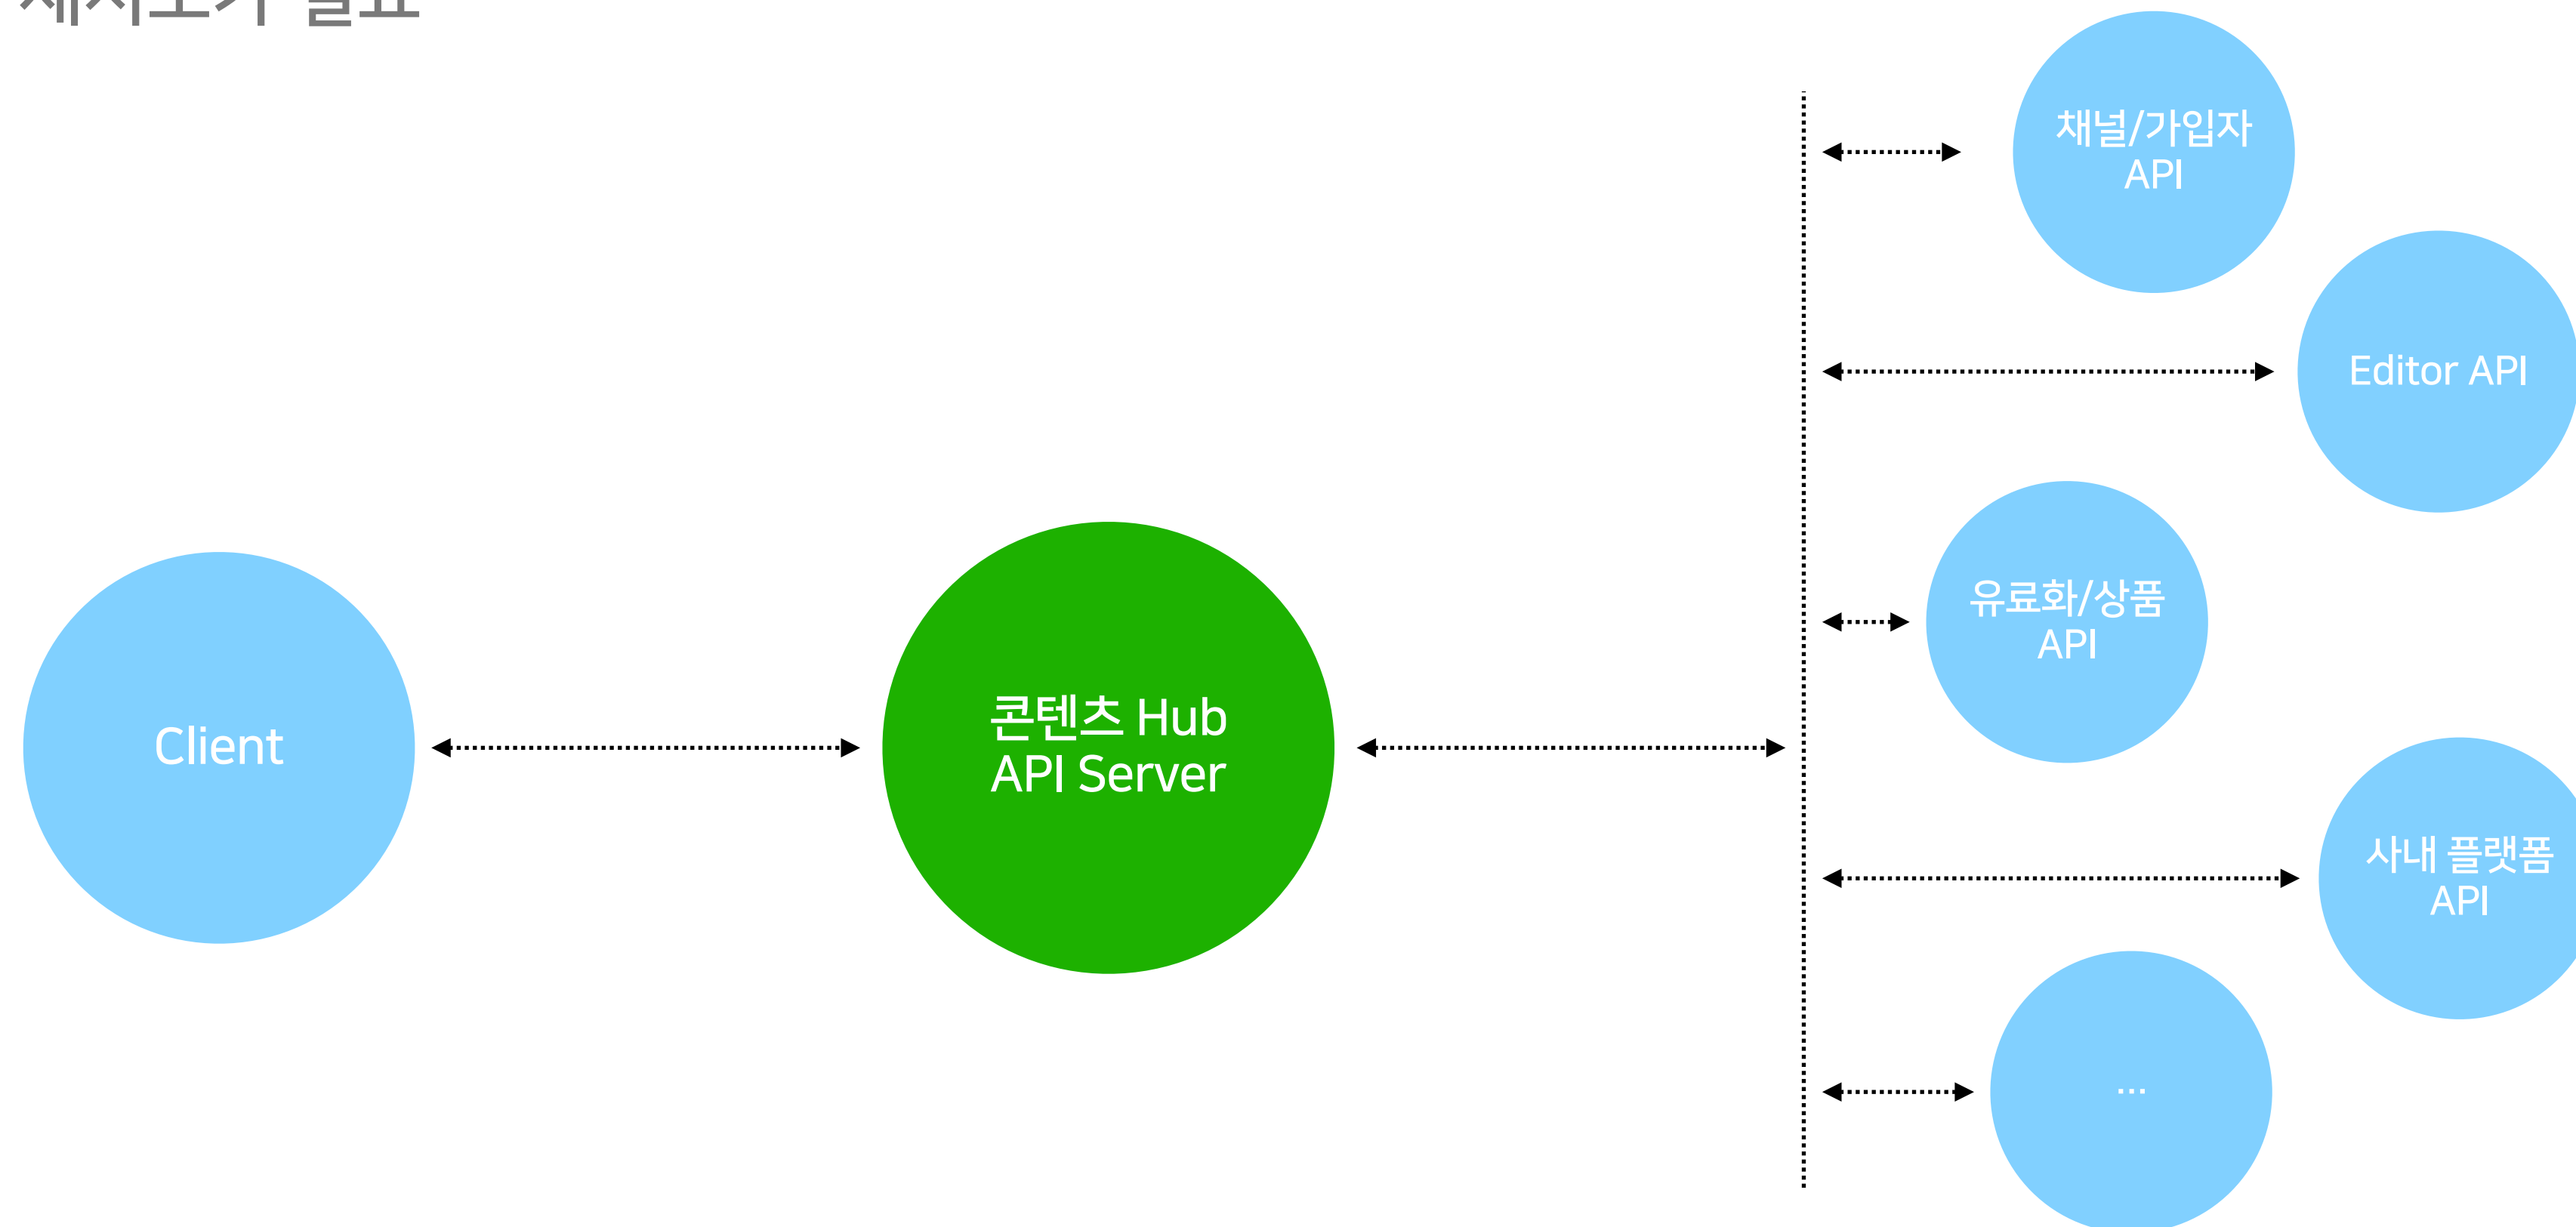 채널/가입자
API
Editor API
유료화/상품
API
Client
콘텐츠 Hub
API Server
사내 플랫폼
API
...